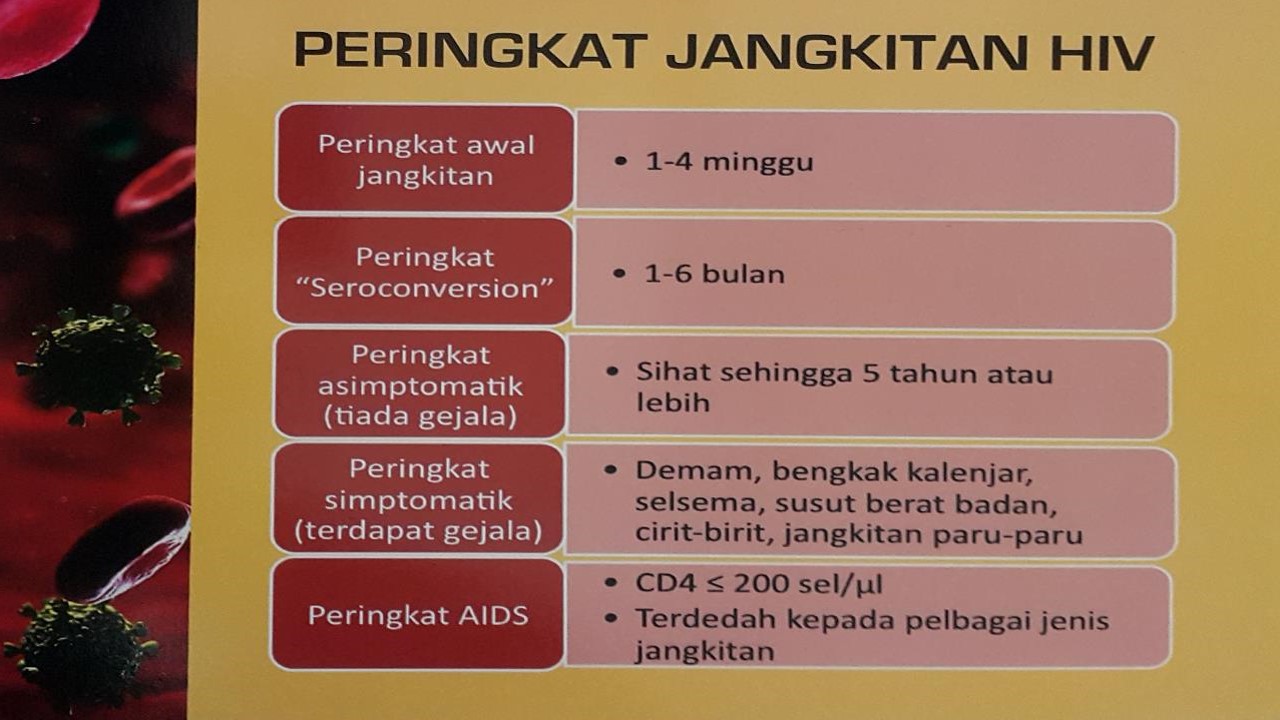 PERINGKAT JANGKITAN HIV
Peringkat awal
jangkitan
• 1-4 minggu
Peringkat
“Seroconversion”
• 1-6 bulan
Peringkat
asimptomatik
(tiada gejala)
• Sihat sehingga 5 tahun atau
lebih
Peringkat
simptomatik
(terdapat gejala)
• Demam, bengkak kalenjar,
selsema, susut berat badan,
cirit-birit, jangkitan paru-paru
Peringkat AIDS
• CD4 ≤ 200 sel/µl
• Terdedah kepada pelbagai jenis
jangkitan